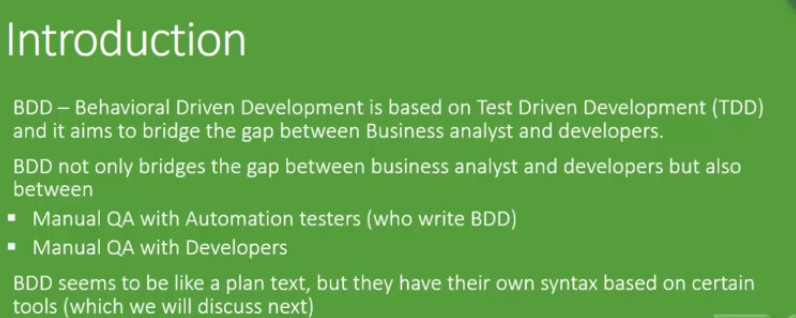 Introduction
BDD – Behavioral Driven Development is based on Test Driven Development (TDD)
and it aims to bridge the gap between Business analyst and developers.
BDD not only bridges the gap between business analyst and developers but also
between
▪ Manual QA with Automation testers (who write BDD)
▪ Manual QA with Developers
BDD seems to be like a plan text, but they have their own syntax based on certain
tools (which we will discuss next)